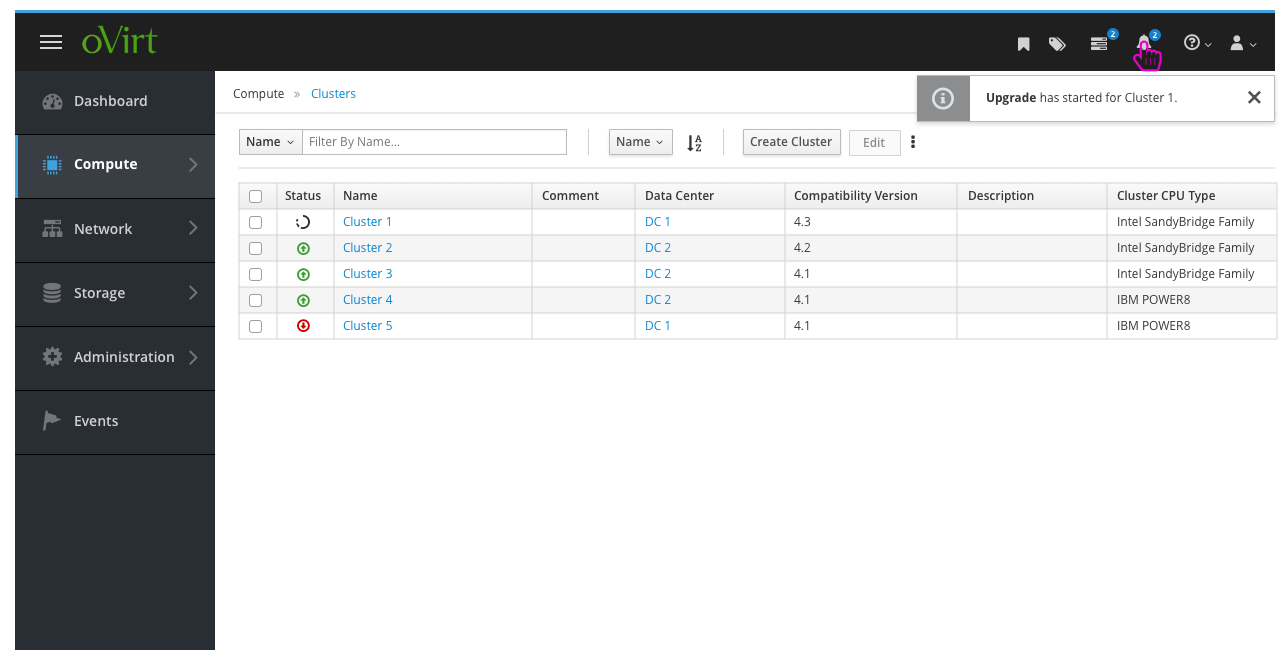 oVirt
2
2
Dashboard
Compute
Network
Storage
Administration
Events
Compute » Clusters
Upgrade has started for Cluster 1.
Name Filter By Name... Name Create Cluster Edit
Status Name Comment Data Center Compatibility Version Description Cluster CPU Type
Cluster 1 DC 1 4.3 Intel SandyBridge Family
Cluster 2 DC 2 4.2 Intel SandyBridge Family
Cluster 3 DC 2 4.1 Intel SandyBridge Family
Cluster 4 DC 2 4.1 IBM POWER8
Cluster 5 DC 1 4.1 IBM POWER8